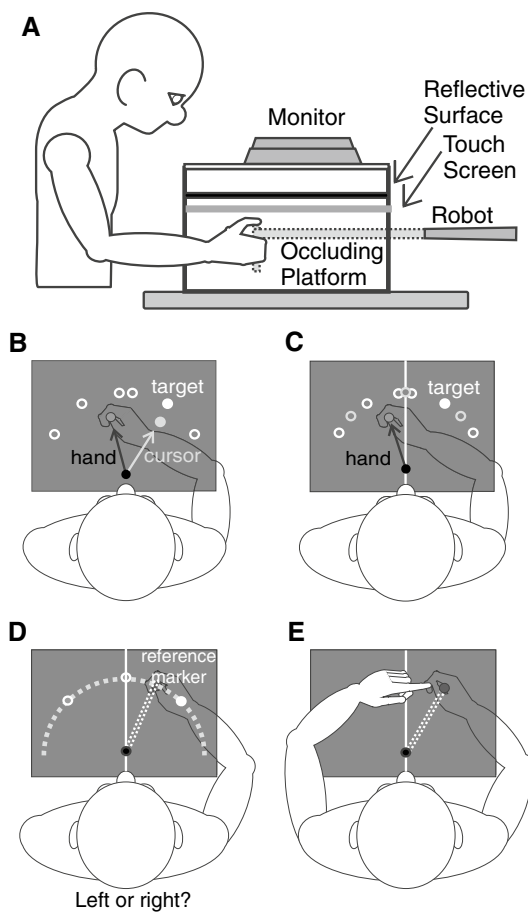 A
Monitor
Reflective
Surface
Touch
Screen
Robot
Occluding
Platform
B
target
hand
cursor
C
target
hand
D
reference
marker
Left or right?
E